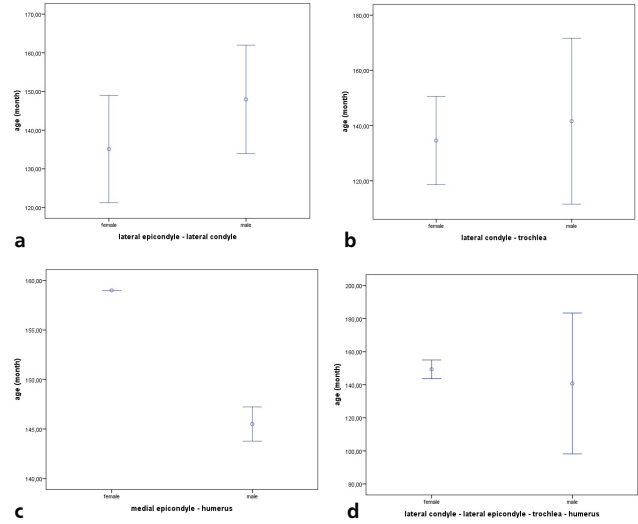 170,00
160,00
150,00
140,00
130,00
120,00
age (month)
female male
lateral epicondyle - lateral condyle
a
180,00
160,00
140,00
120,00
age (month)
female male
lateral condyle - trochlea
b
160,00
155,00
150,00
145,00
140,00
age (month)
female male
medial epicondyle - humerus
c
200,00
180,00
160,00
140,00
120,00
100,00
80,00
age (month)
female male
lateral condyle - lateral epicondyle - trochlea - humerus
d